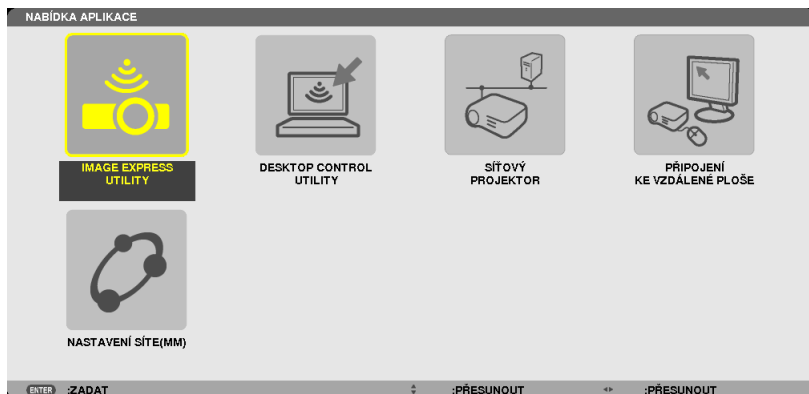 NABÍDKA APLIKACE
IMAGE EXPRESS
UTILITY
DESKTOP CONTROL
UTILITY
SÍŤOVÝ
PROJEKTOR
PŘIPOJENÍ
KE VZDÁLENÉ PLOŠE
NASTAVENÍ SÍTE(MM)
ENTER :ZADAT :PŘESUNOUT :PŘESUNOUT